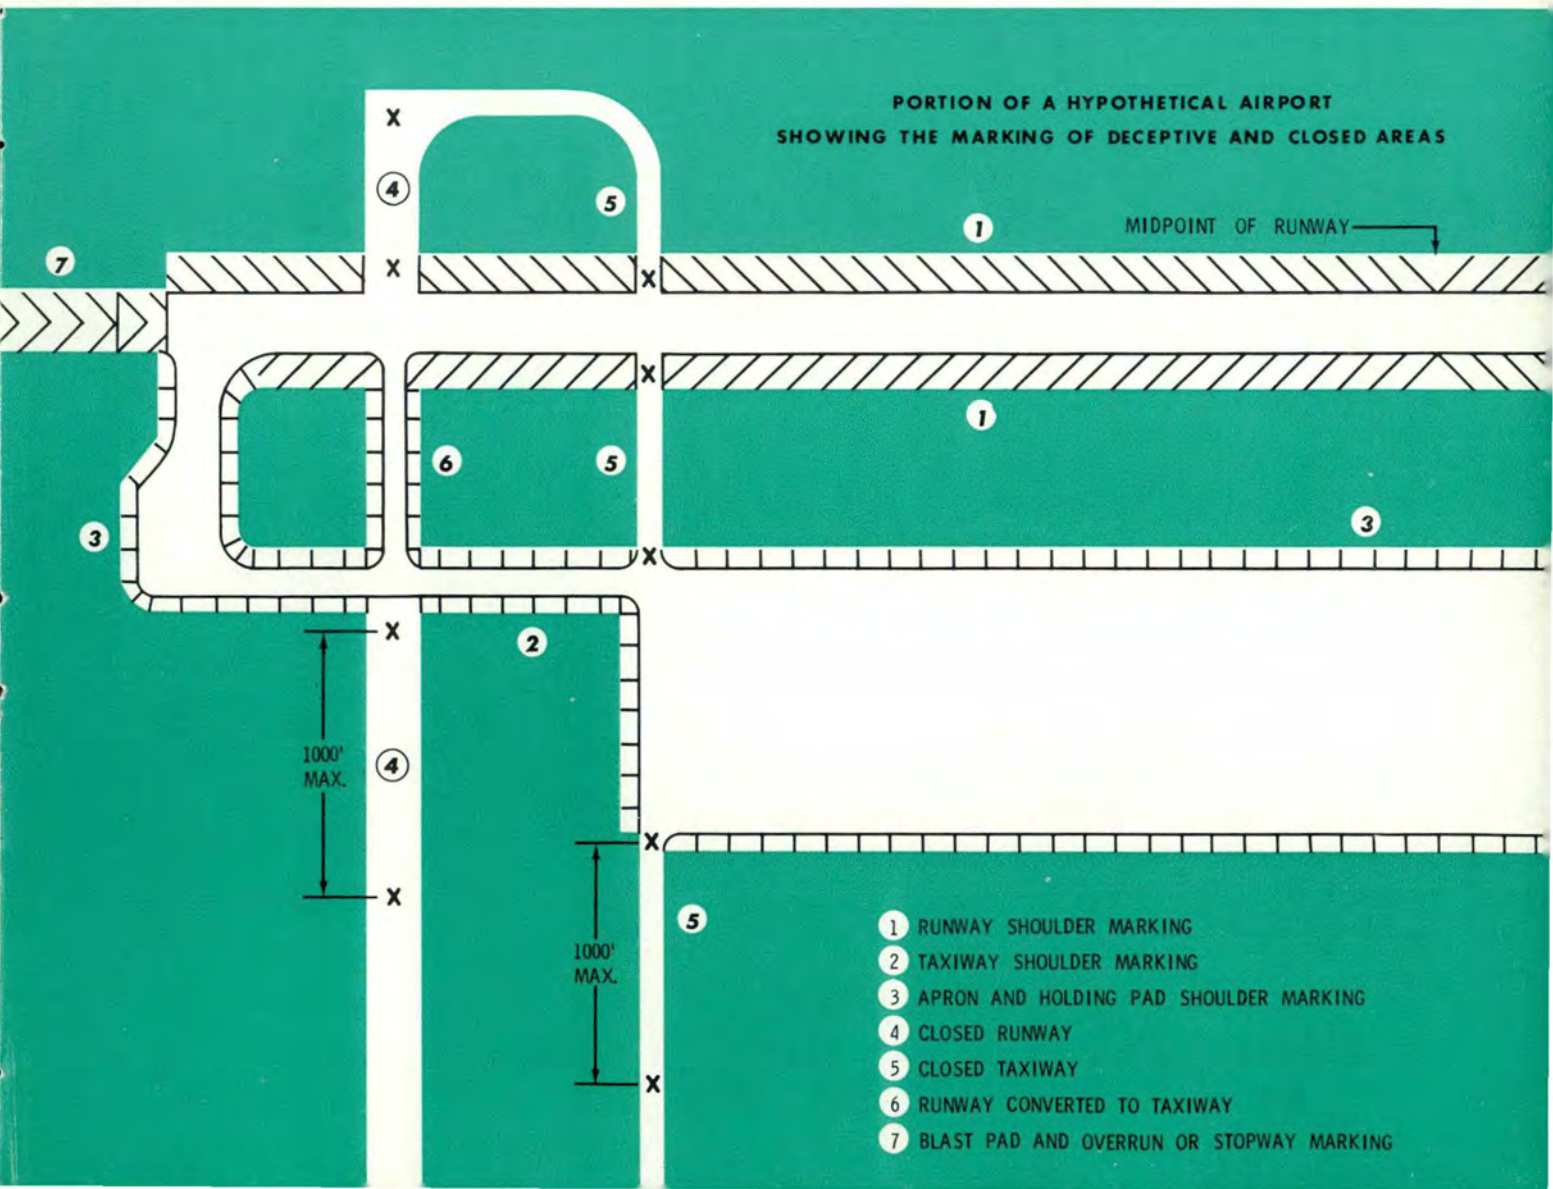 PORTION OF A HYPOTHETICAL AIRPORT
SHOWING THE MARKING OF DECEPTIVE AND CLOSED AREAS
X
4
5
1
MIDPOINT OF RUNWAY
7
X
X
X
1
6
5
3
3
X
X
2
1000'
MAX.
4
X
X
5
1000'
MAX.
X
1 RUNWAY SHOULDER MARKING
2 TAXIWAY SHOULDER MARKING
3 APRON AND HOLDING PAD SHOULDER MARKING
4 CLOSED RUNWAY
5 CLOSED TAXIWAY
6 RUNWAY CONVERTED TO TAXIWAY
7 BLAST PAD AND OVERRUN OR STOPWAY MARKING